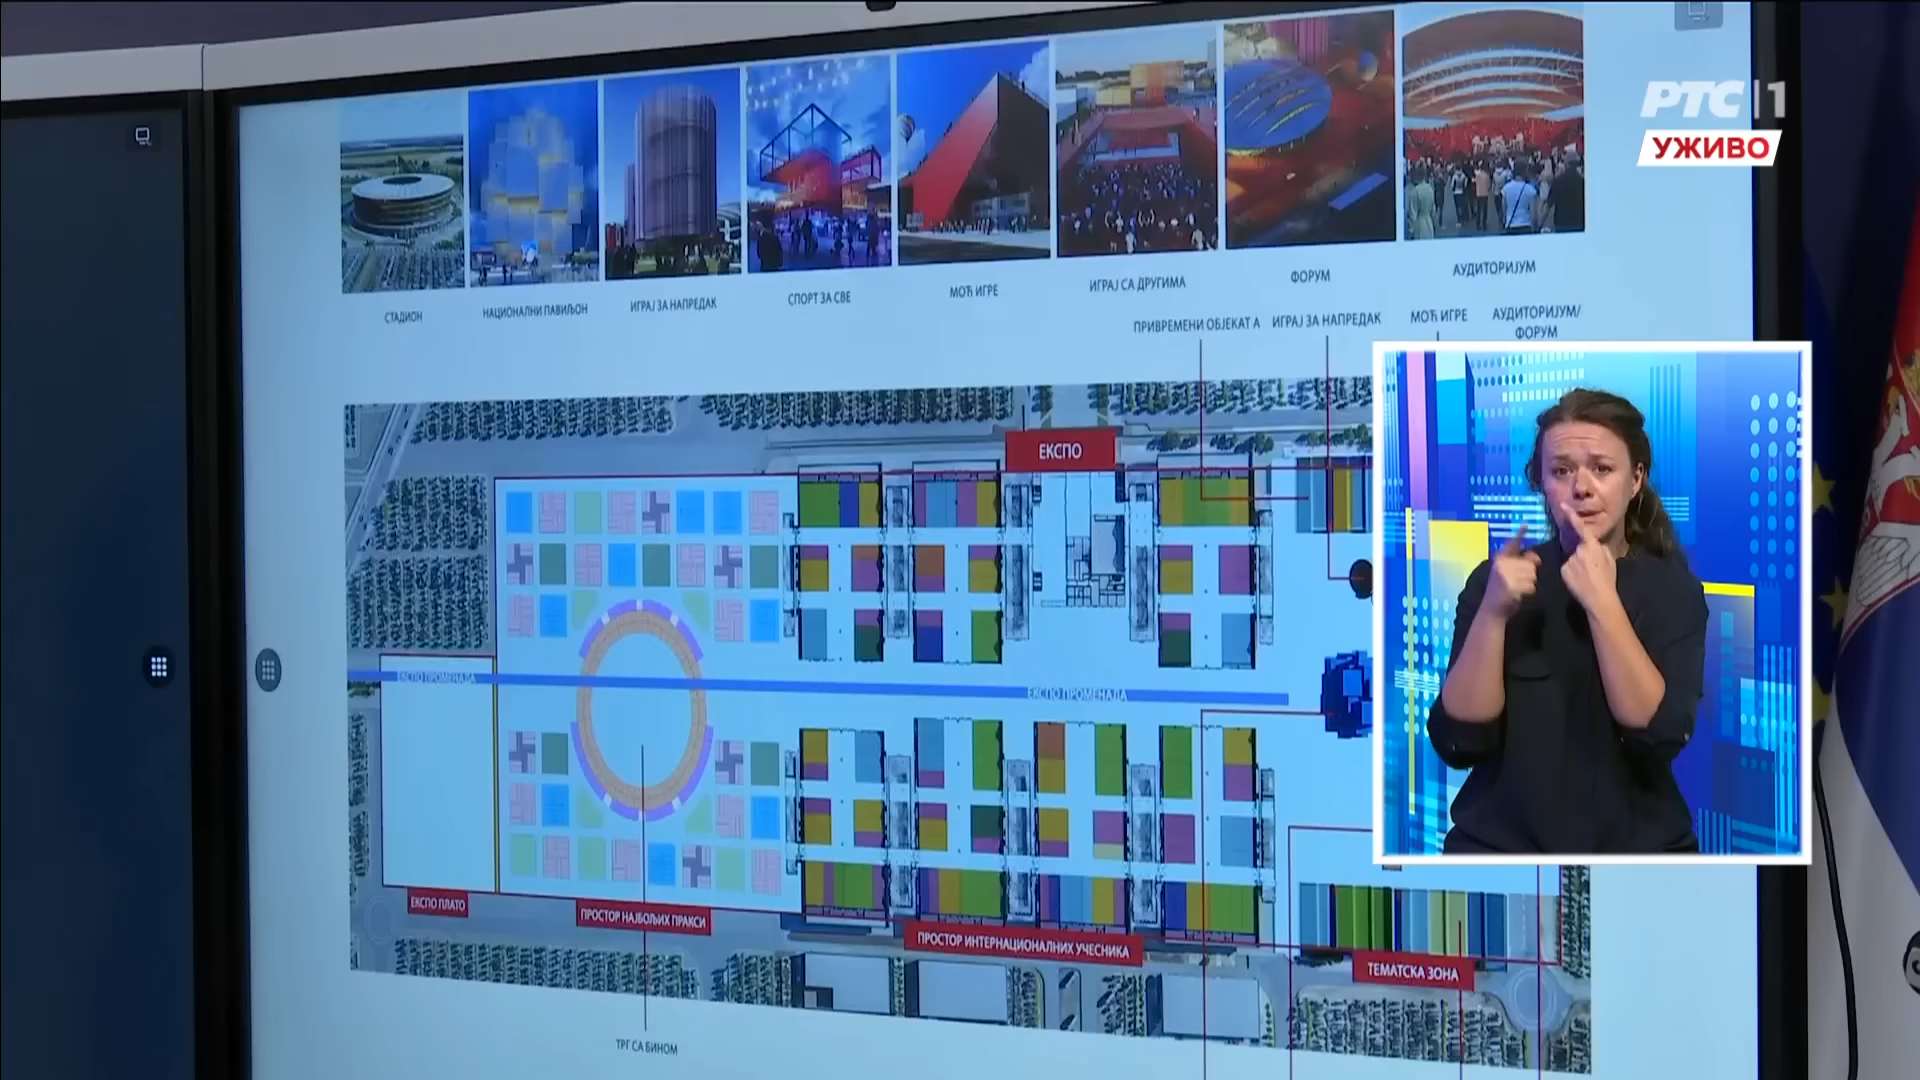 РТС|1
УЖИВО
СТАДИОН
НАЦИОНАЛНИ ПАВИЉОН
ИГРАЈ ЗА НАПРЕДАК
СПОРТ ЗА СВЕ
МОЋ ИГРЕ
ИГРАЈ СА ДРУГИМА
ФОРУМ
АУДИТОРИЈУМ
ПРИВРЕМЕНИ ОБЈЕКАТ А
ИГРАЈ ЗА НАПРЕДАК
МОЋ ИГРЕ
АУДИТОРИЈУМ/
ФОРУМ
ЕКСПО
ЕКСПО ПРОМЕНАДА
ЕКСПО ПРОМЕНАДА
ЕКСПО ПЛАТО
ПРОСТОР НАЈБОЉИХ ПРАКСИ
ПРОСТОР ИНТЕРНАЦИОНАЛНИХ УЧЕСНИКА
ТЕМАТСКА ЗОНА
ТРГ СА БИНОМ